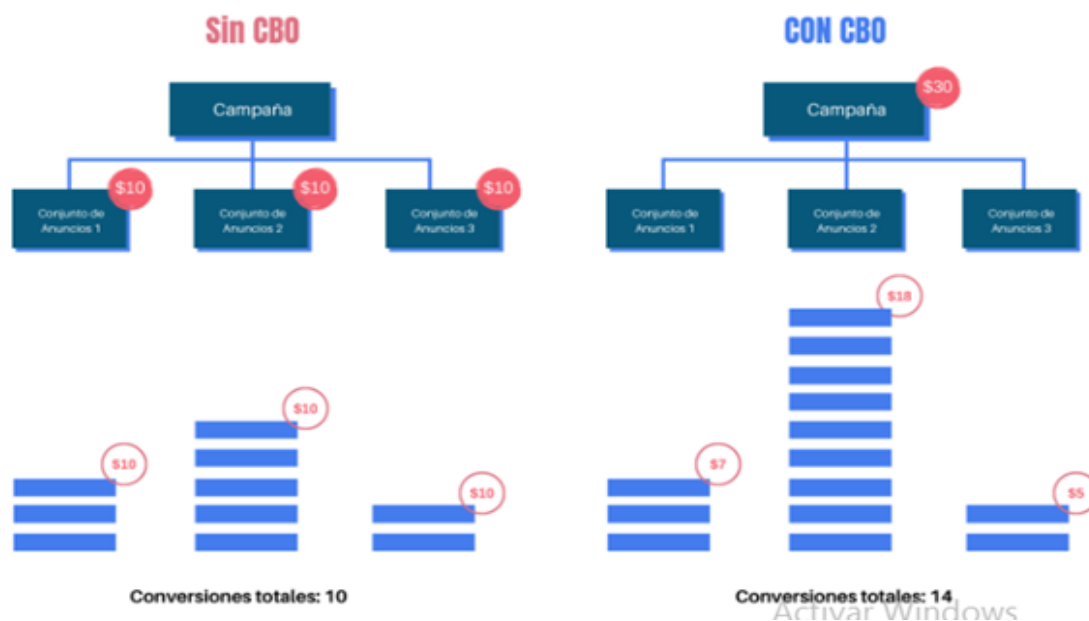 Sin CBO
Campaña
$10
$10
$10
Conjunto de
Anuncios 1
Conjunto de
Anuncios 2
Conjunto de
Anuncios 3
$10
$10
$10
Conversiones totales: 10
CON CBO
$30
Campaña
Conjunto de
Anuncios 1
Conjunto de
Anuncios 2
Conjunto de
Anuncios 3
$18
$7
$5
Conversiones totales: 14
Activar Windows